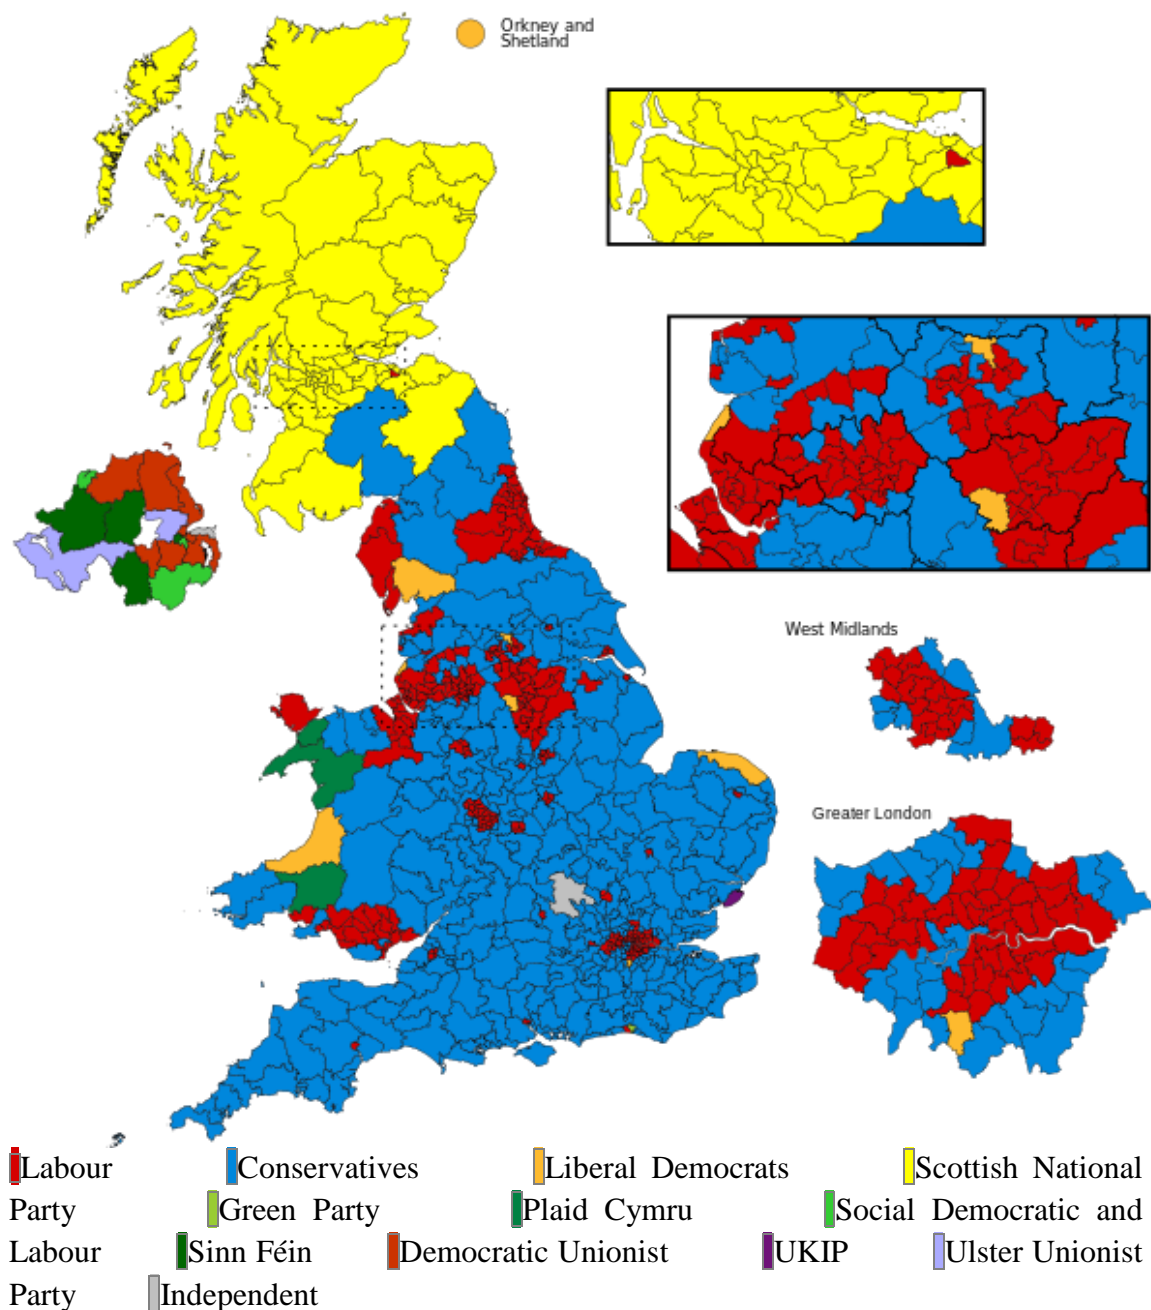 Orkney and
Shetland
West Midlands
Greater London
Labour Conservatives Liberal Democrats Scottish National
Party Green Party Plaid Cymru Social Democratic and
Labour Sinn Féin Democratic Unionist UKIP Ulster Unionist
Party Independent